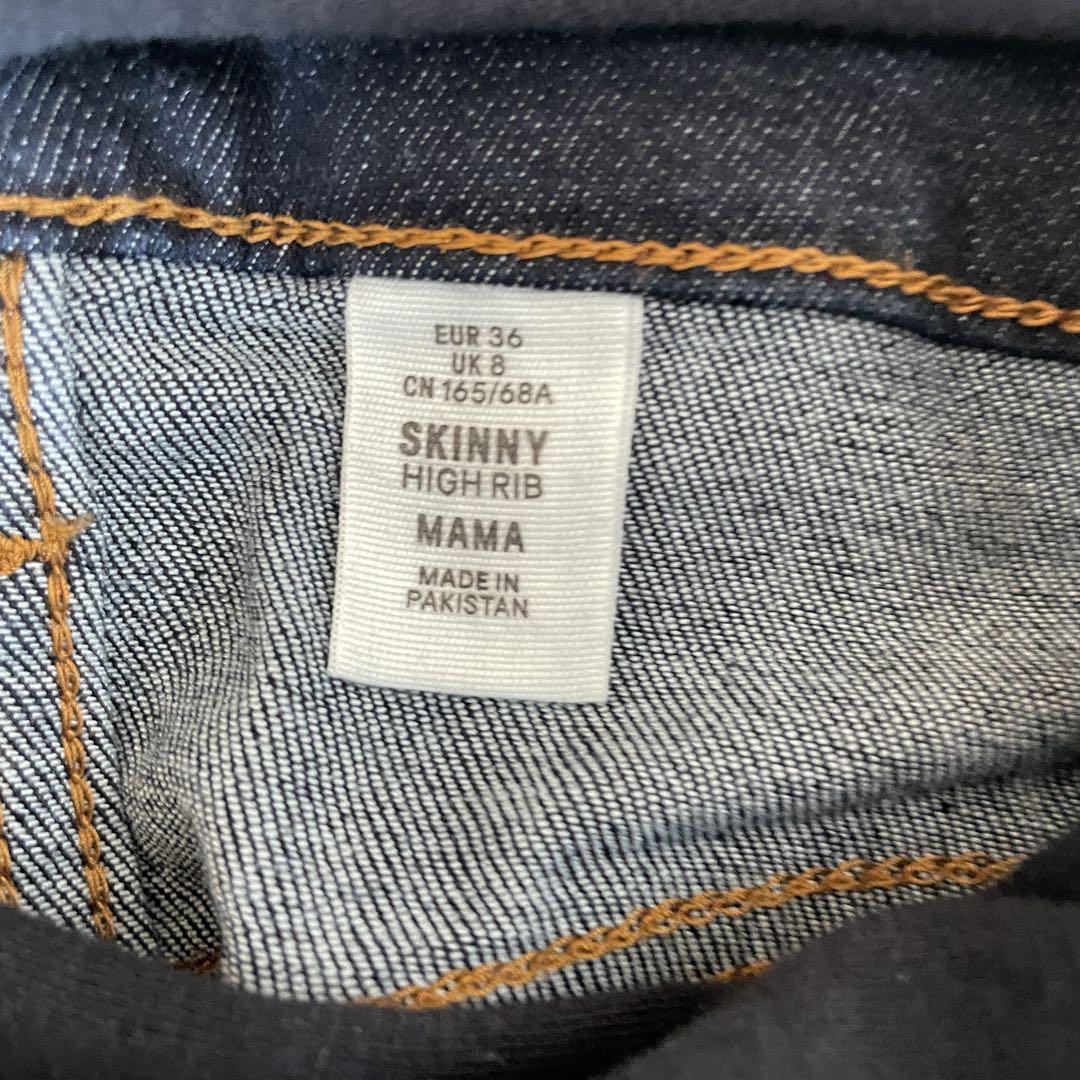 EUR 36
UK 8
CN 165/68A
SKINNY
HIGH RIB
MAMA
MADE IN
PAKISTAN